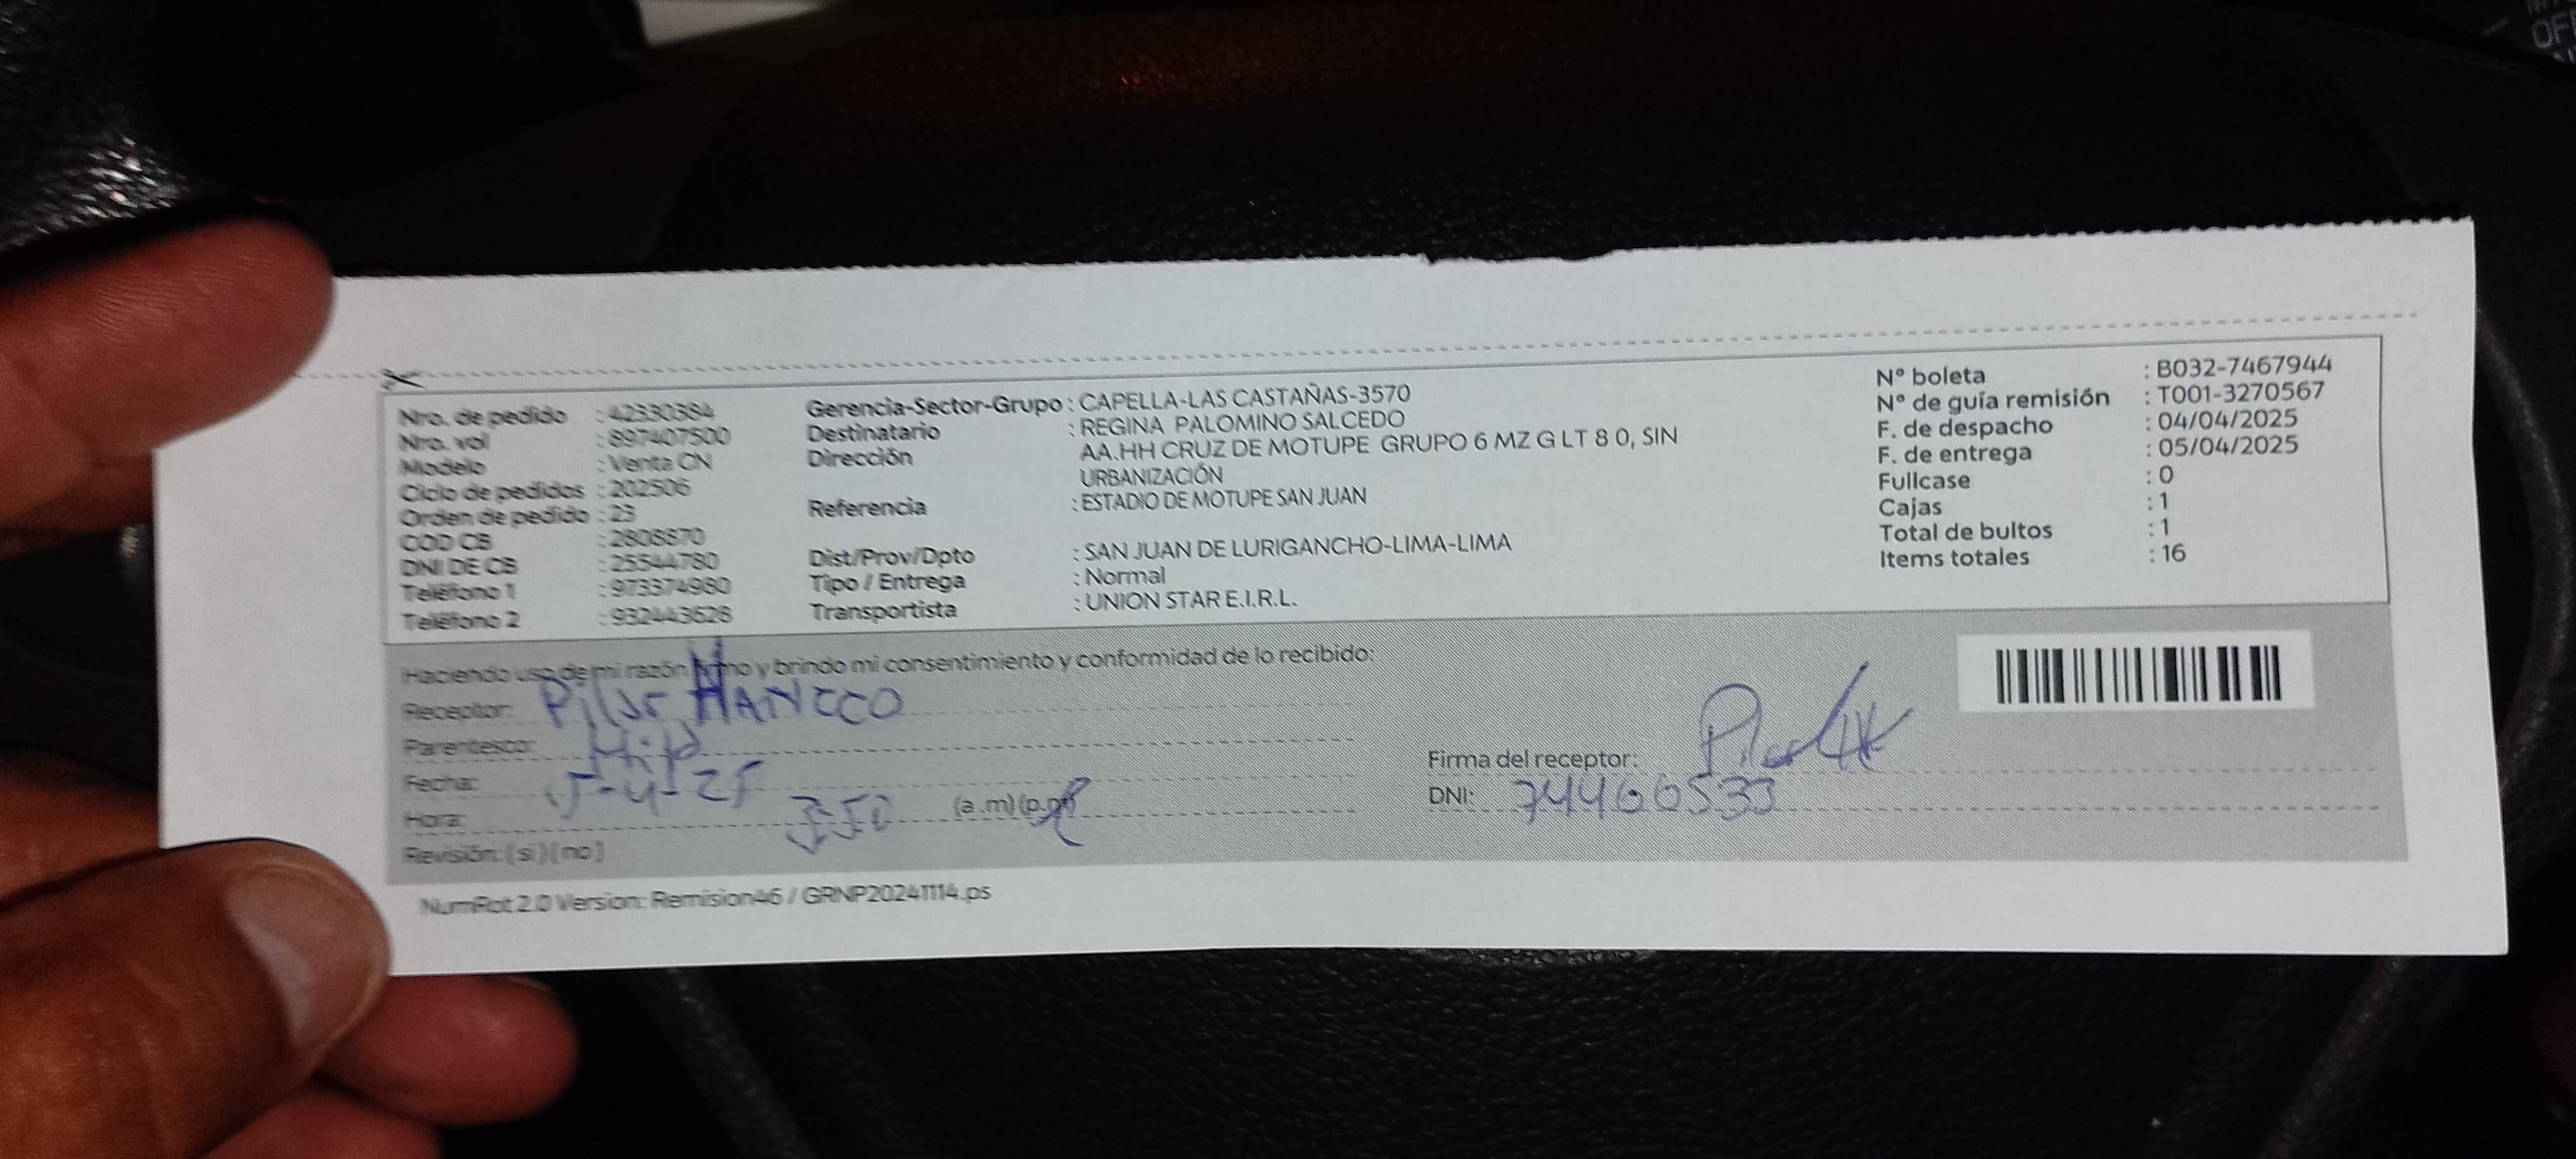 Nro. de pedido : 42330384
Nro. vol : 897407500
Modelo : Venta CN
Ciclo de pedidos : 202506
Orden de pedido : 23
COD CB : 2808870
DNI DE CB : 25544780
Teléfono 1 : 973374980
Teléfono 2 : 932443628
Gerencia-Sector-Grupo : CAPELLA-LAS CASTAÑAS-3570
Destinatario : REGINA PALOMINO SALCEDO
Dirección AA.HH CRUZ DE MOTUPE GRUPO 6 MZ G LT 8 0, SIN
URBANIZACIÓN
Referencia : ESTADIO DE MOTUPE SAN JUAN
Dist/Prov/Dpto : SAN JUAN DE LURIGANCHO-LIMA-LIMA
Tipo / Entrega : Normal
Transportista : UNION STAR E.I.R.L.
N° boleta : B032-7467944
N° de guía remisión : T001-3270567
F. de despacho : 04/04/2025
F. de entrega : 05/04/2025
Fullcase : 0
Cajas : 1
Total de bultos : 1
Items totales : 16
Haciendo uso de mi razón firmo y brindo mi consentimiento y conformidad de lo recibido:
Receptor: Pilar
Parentesco: Hija
Fecha: 5-4-25
Hora: 3:50 (a.m)(p.m)
Revisión: (si)(no)
Firma del receptor:
DNI: 74466533
NumRot 2.0 Version: Remision46 / GRNP20241114.ps